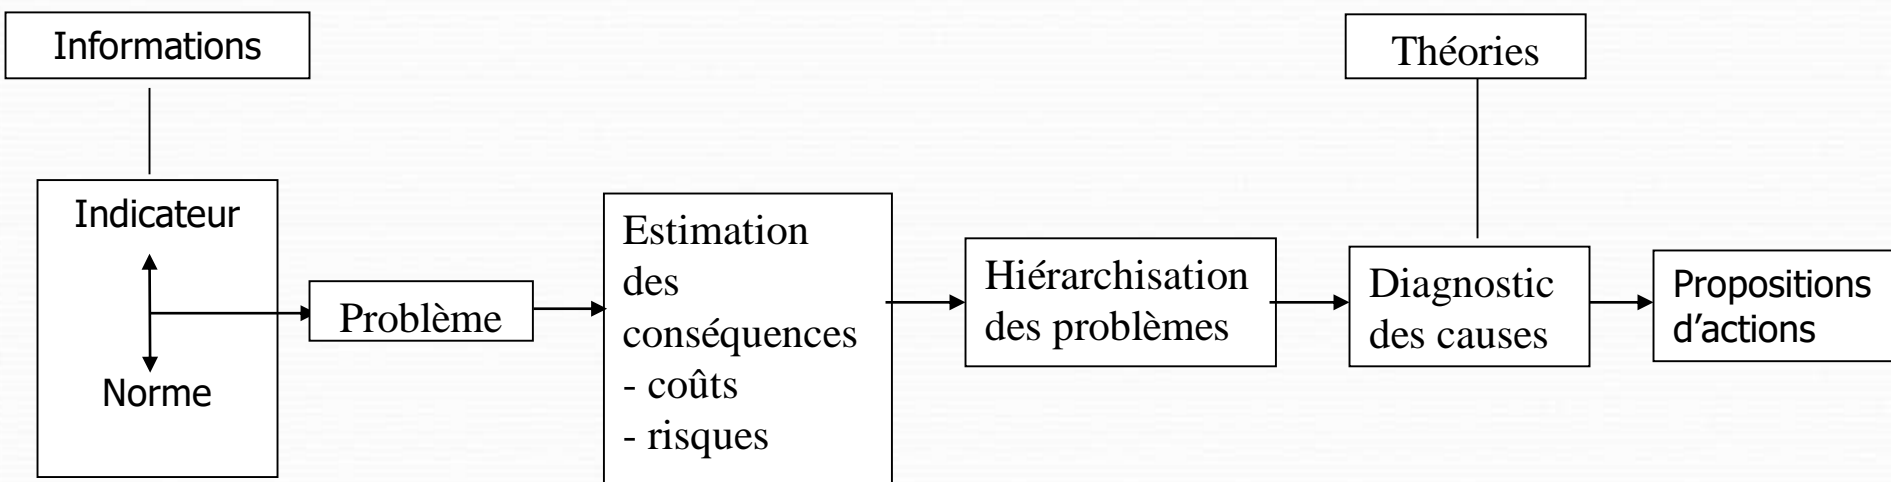 Informations
Théories
Indicateur
Norme
Problème
Estimation
des
conséquences
- coûts
- risques
Hiérarchisation
des problèmes
Diagnostic
des causes
Propositions
d’actions